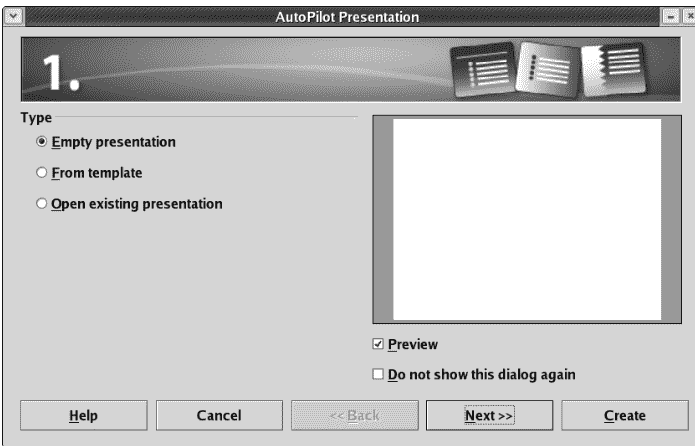 AutoPilot Presentation
1.
Type
Empty presentation
From template
Open existing presentation
Preview
Do not show this dialog again
Help
Cancel
<< Back
Next >>
Create